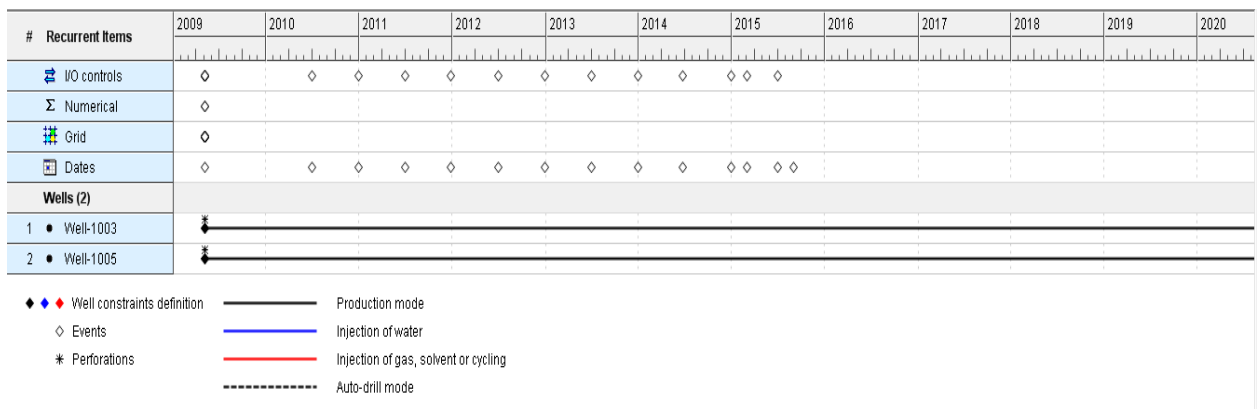 # Recurrent Items 2009 2010 2011 2012 2013 2014 2015 2016 2017 2018 2019 2020
I/O controls
Σ Numerical
Grid
Dates
Wells (2)
1 ● Well-1003
2 ● Well-1005
Well constraints definition Production mode
Events Injection of water
Perforations Injection of gas, solvent or cycling
Auto-drill mode